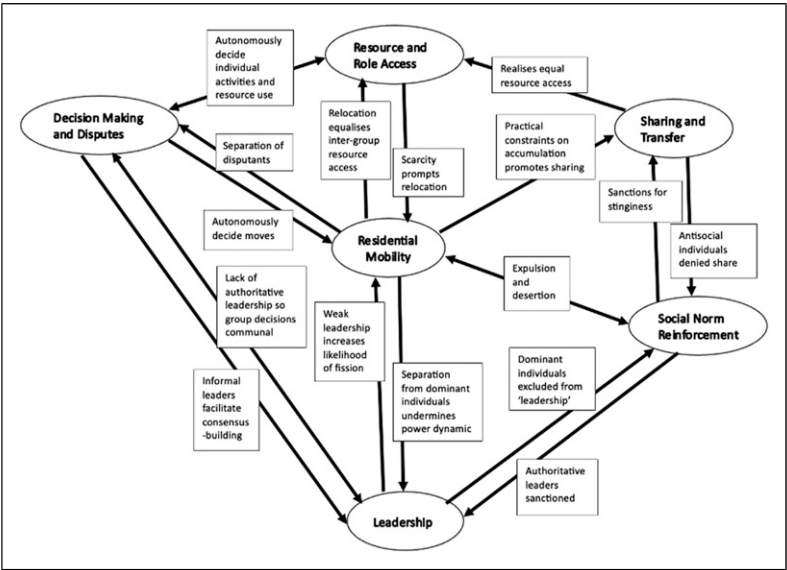 Autonomously
decide
individual
activities and
resource use
Resource and
Role Access
Realises equal
resource access
Decision Making
and Disputes
Separation of
disputants
Relocation
equalises
inter-group
resource
access
Scarcity
prompts
relocation
Practical
constraints on
accumulation
promotes sharing
Sharing and
Transfer
Sanctions for
stinginess
Autonomously
decide moves
Residential
Mobility
Antisocial
individuals
denied share
Lack of
authoritative
leadership so
group decisions
communal
Expulsion
and
desertion
Weak
leadership
increases
likelihood
of fission
Social Norm
Reinforcement
Informal
leaders
facilitate
consensus
-building
Separation
from dominant
individuals
undermines
power dynamic
Dominant
individuals
excluded from
‘leadership’
Authoritative
leaders
sanctioned
Leadership